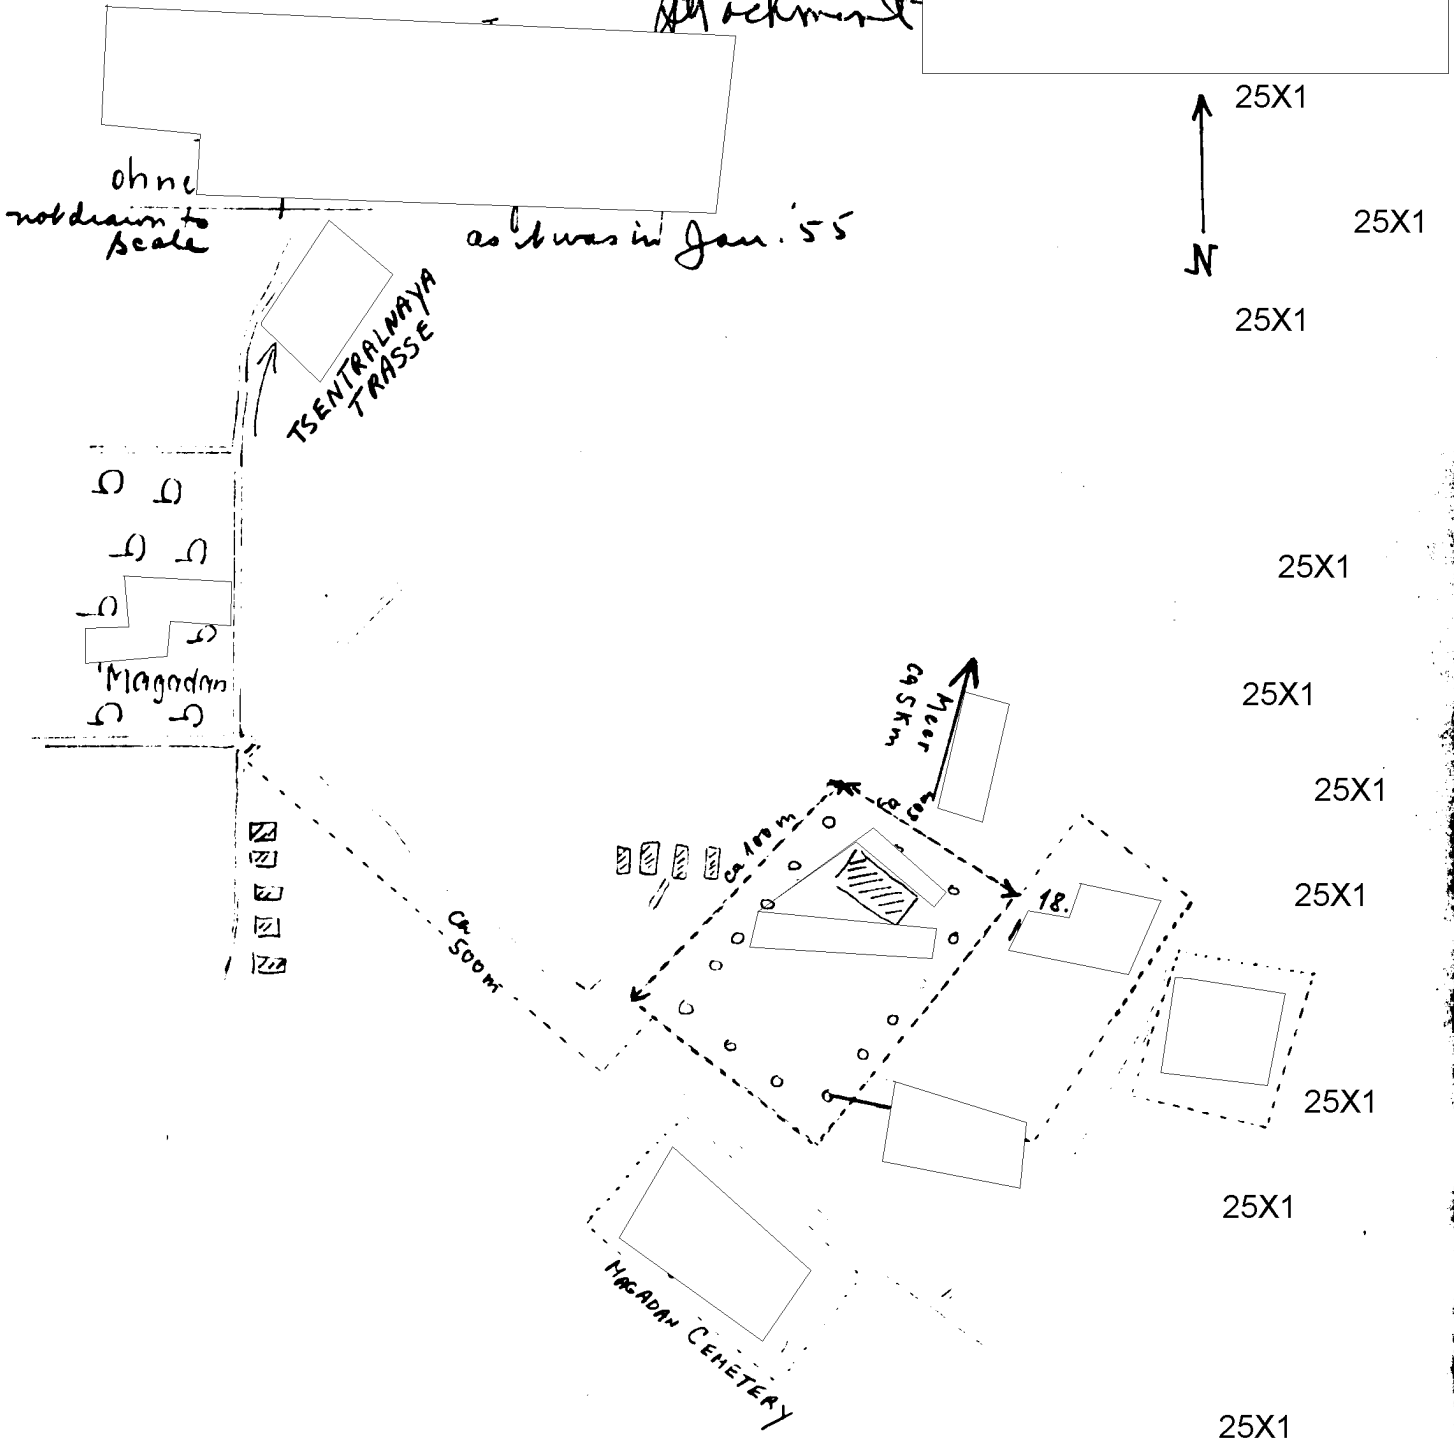 Attachment
25X1
ohne
not drawn to
scale
as it was in Jan. '55
N
25X1
25X1
TSENTRALNAYA
TRASSE
25X1
Magadan
Meer
ca 5 Km
25X1
25X1
ca 100 m
ca
18.
25X1
ca
500 m
25X1
25X1
MAGADAN CEMETERY
25X1